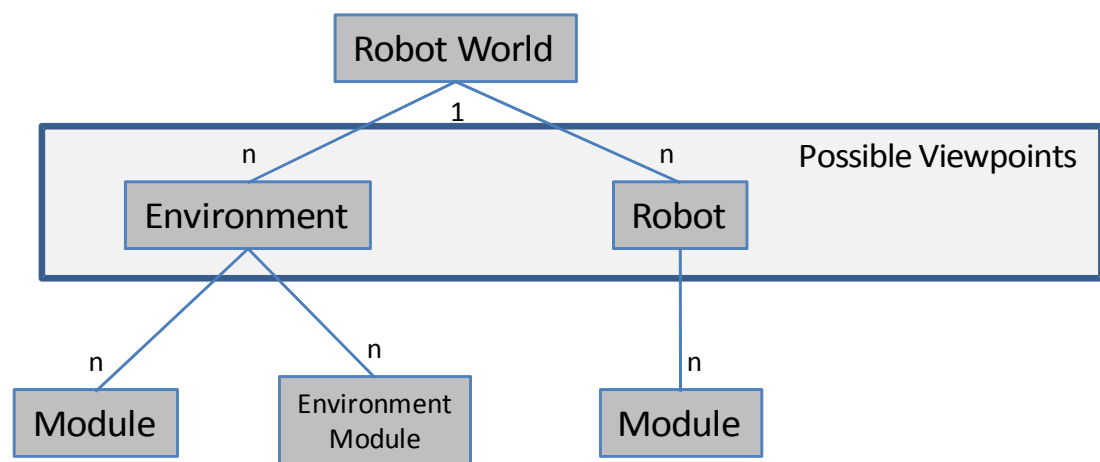 Robot World
1
n
n
Possible Viewpoints
Environment
Robot
n
n
n
Module
Environment
Module
Module